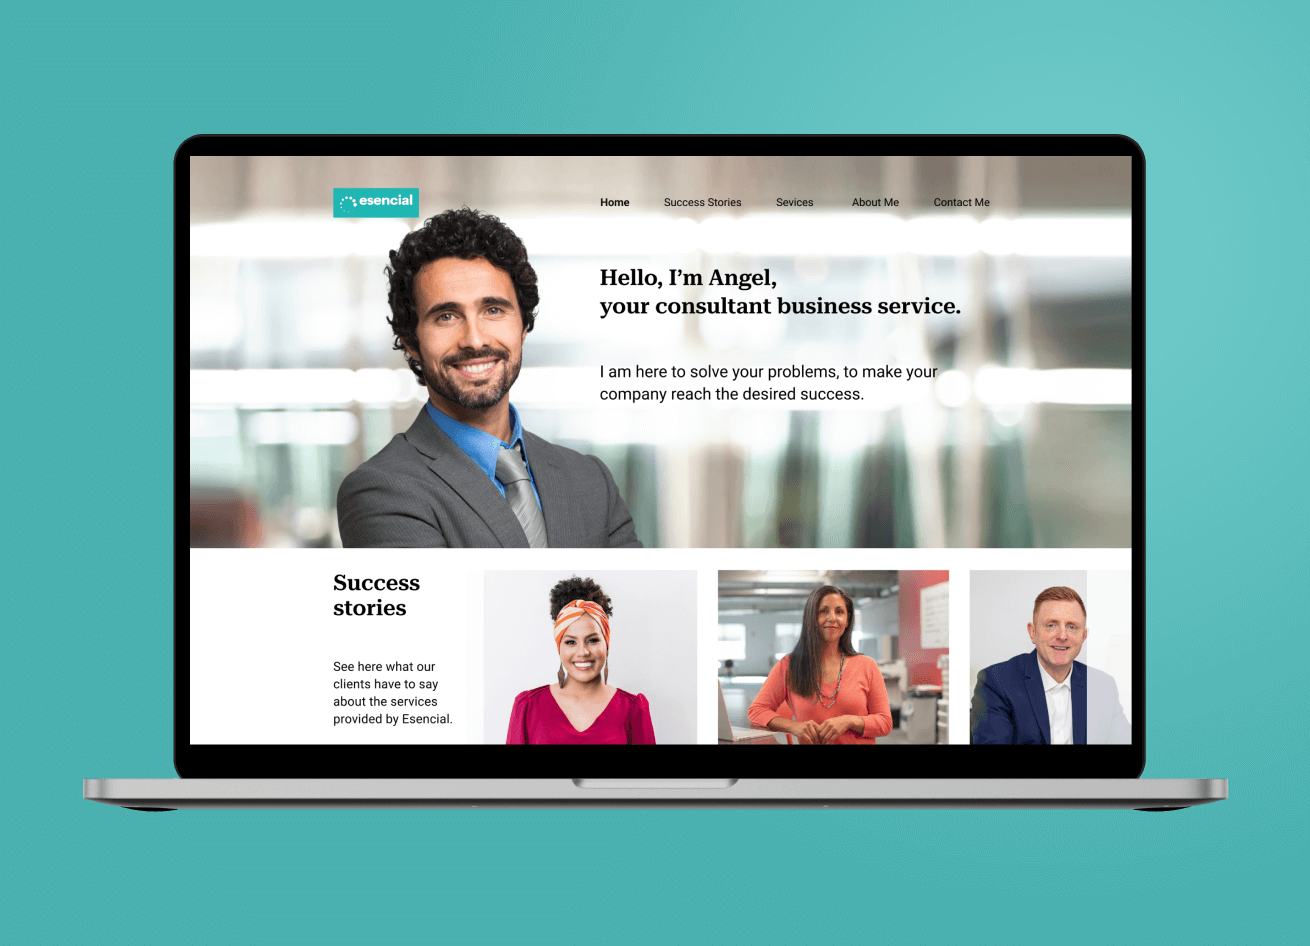 esencial
Home Success Stories Sevices About Me Contact Me
Hello, I’m Angel,
your consultant business service.
I am here to solve your problems, to make your
company reach the desired success.
Success
stories
See here what our
clients have to say
about the services
provided by Esencial.